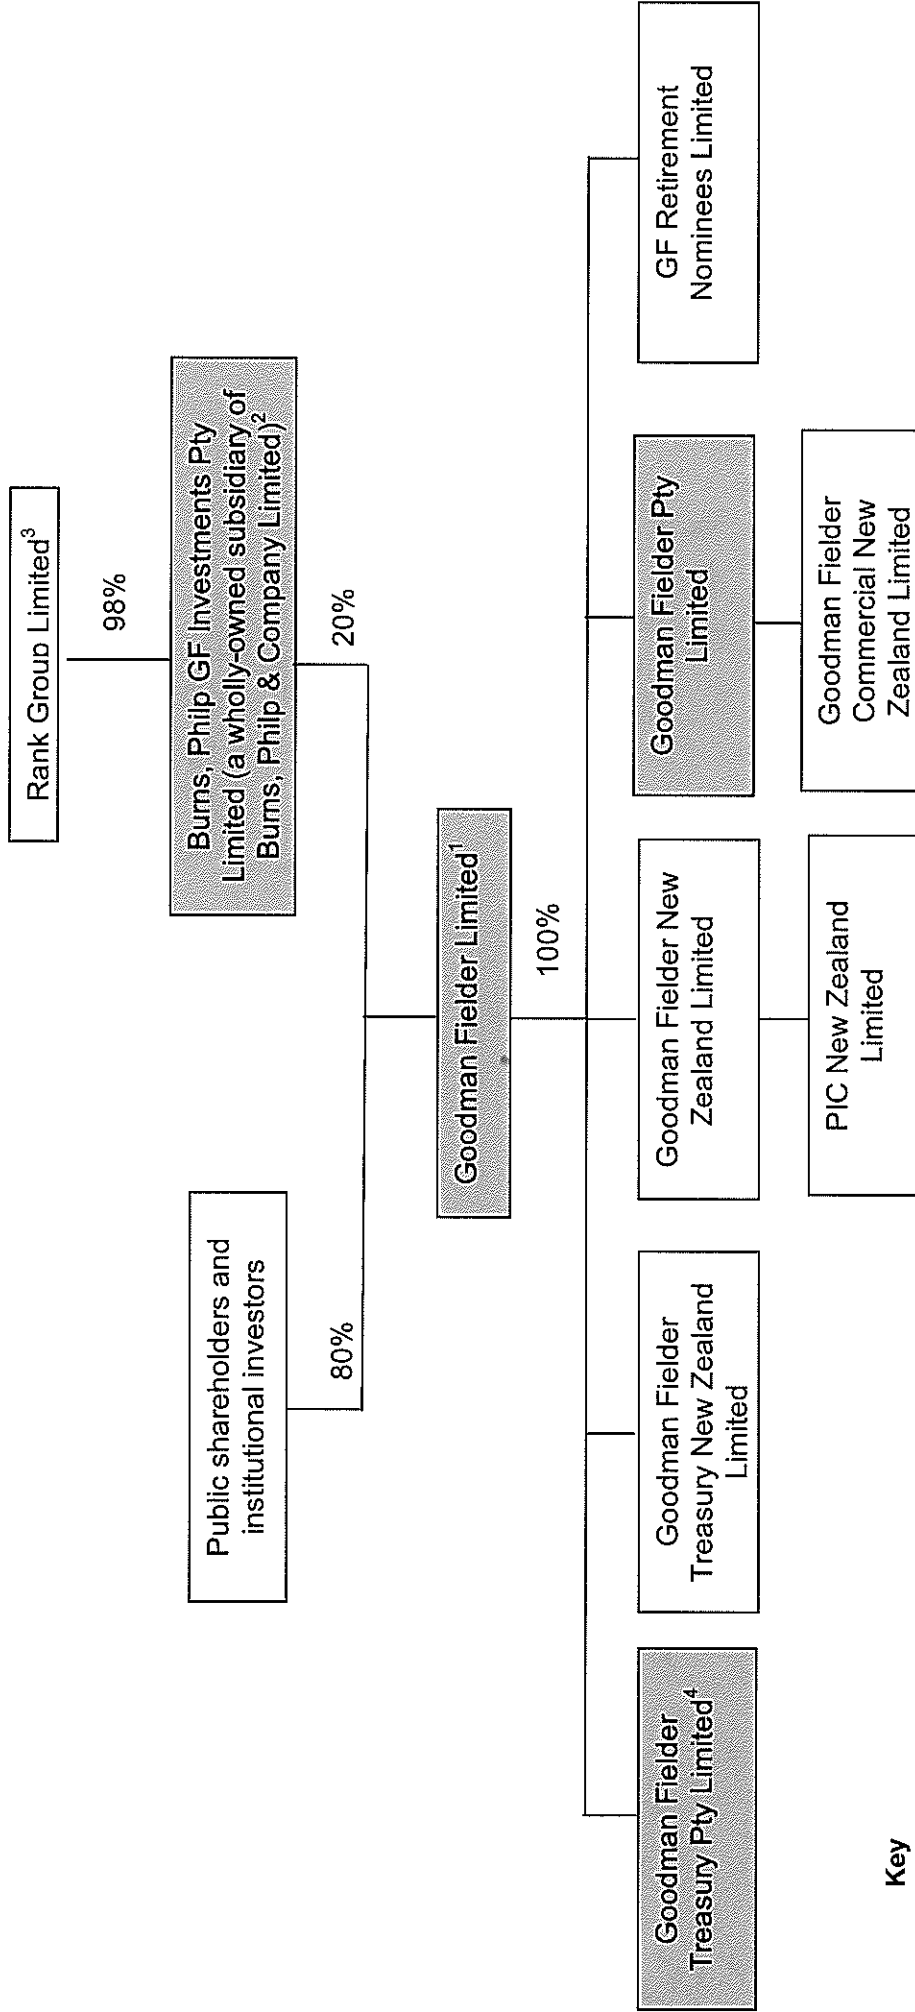 Rank Group Limited³
98%
Burns, Philp GF Investments Pty
Limited (a wholly-owned subsidiary of
Burns, Philp & Company Limited)²
20%
Public shareholders and
institutional investors
80%
Goodman Fielder Limited¹
100%
Goodman Fielder
Treasury Pty Limited⁴
Goodman Fielder
Treasury New Zealand
Limited
Goodman Fielder New
Zealand Limited
Goodman Fielder Pty
Limited
GF Retirement
Nominees Limited
PIC New Zealand
Limited
Goodman Fielder
Commercial New
Zealand Limited
Key